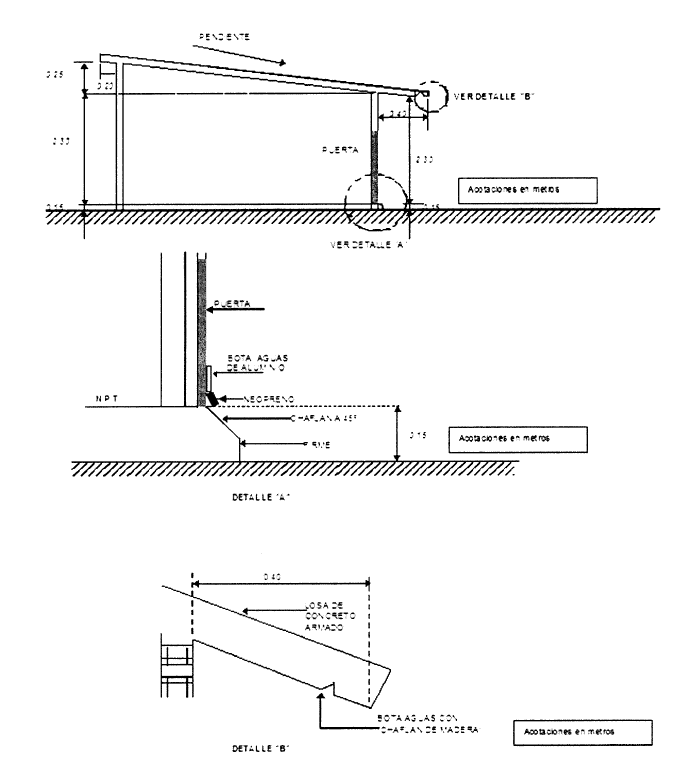 PENDIENTE
0.25
0.20
VER DETALLE "B"
0.40
2.30
PUERTA
2.30
Acotaciones en metros
0.15
0.15
VER DETALLE "A"
PUERTA
BOTA AGUAS
DE ALUMINIO
N.P.T.
NEOPRENO
CHAFLAN A 45°
0.15
Acotaciones en metros
FIRME
DETALLE "A"
0.40
LOSA DE
CONCRETO
ARMADO
BOTA AGUAS CON
CHAFLAN DE MADERA
Acotaciones en metros
DETALLE "B"